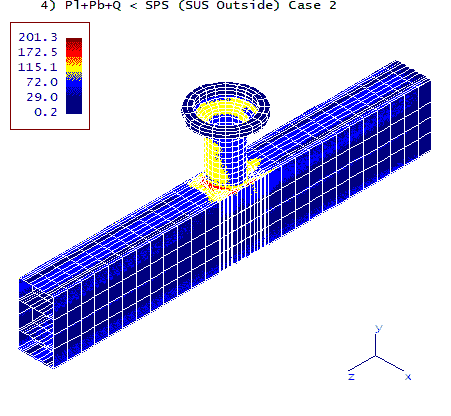 4) Pl+Pb+Q < SPS (SUS Outside) Case 2
201.3
172.5
115.1
72.0
29.0
0.2
y
z
x